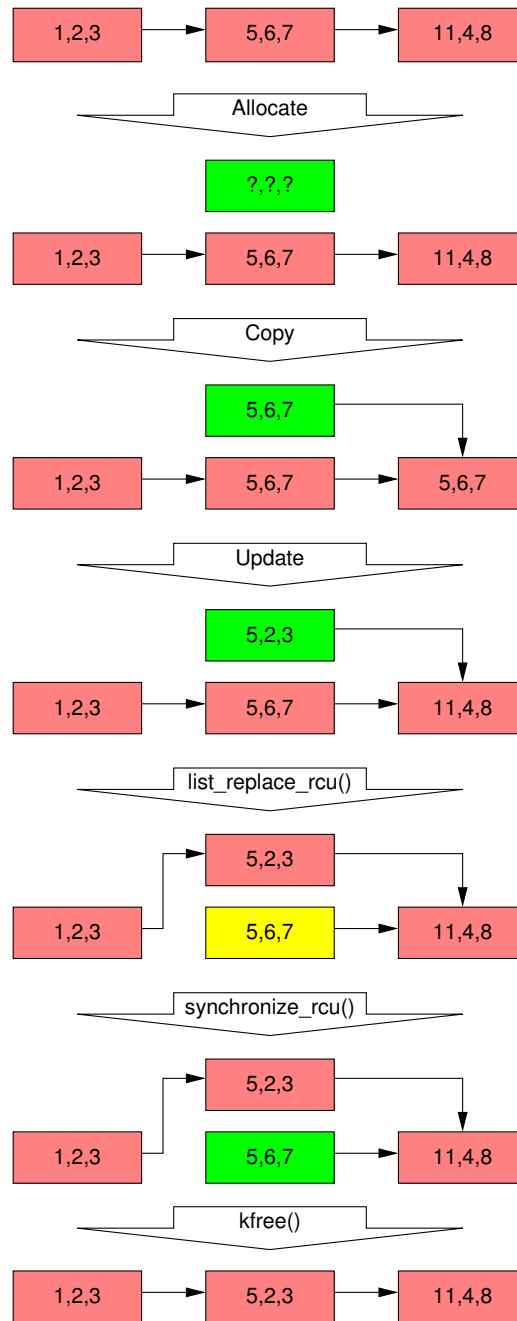 1,2,3 5,6,7 11,4,8
Allocate
?,?,?
1,2,3 5,6,7 11,4,8
Copy
5,6,7
1,2,3 5,6,7 5,6,7
Update
5,2,3
1,2,3 5,6,7 11,4,8
list_replace_rcu()
5,2,3
1,2,3 5,6,7 11,4,8
synchronize_rcu()
5,2,3
1,2,3 5,6,7 11,4,8
kfree()
1,2,3 5,2,3 11,4,8